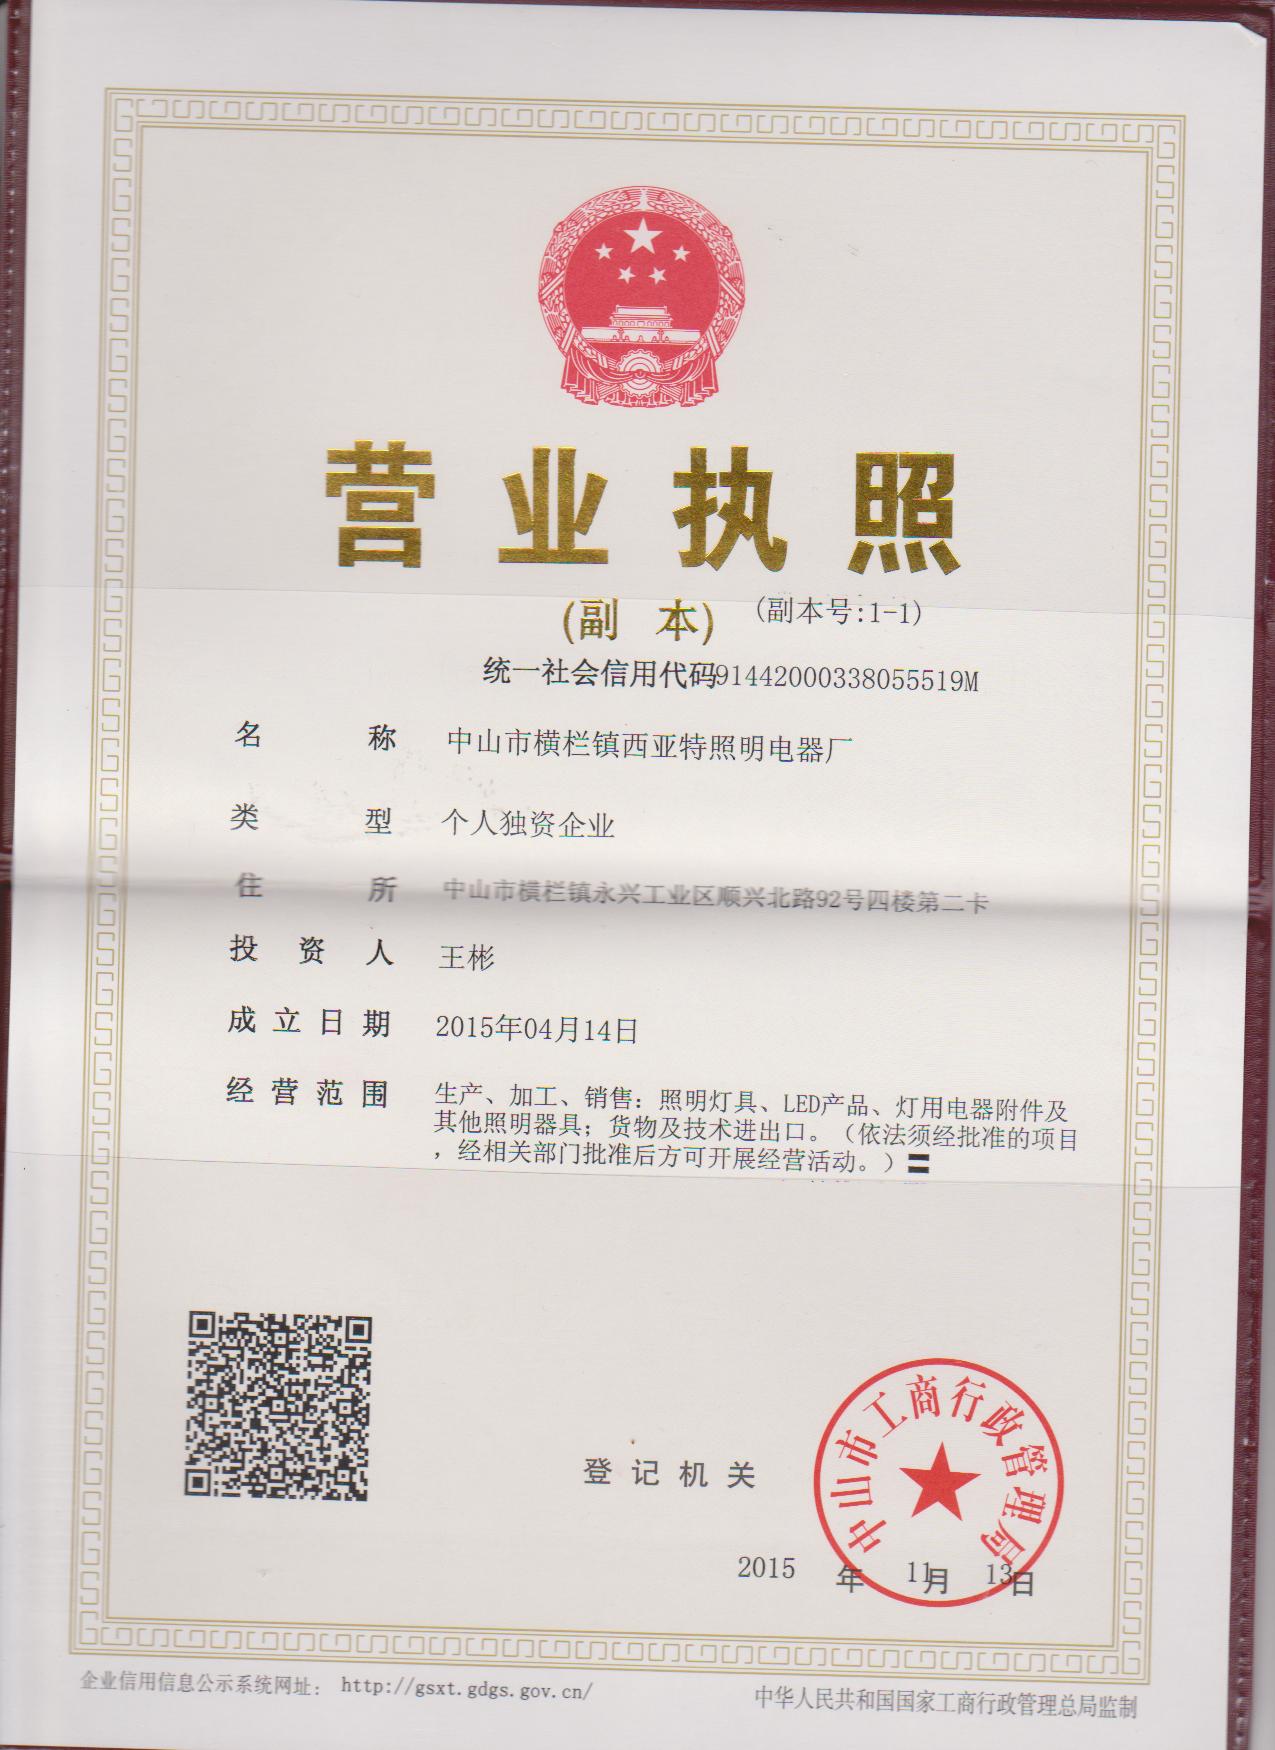 营业执照
(副 本) (副本号:1-1)
统一社会信用代码91442000338055519M
名 称 中山市横栏镇西亚特照明电器厂
类 型 个人独资企业
住 所 中山市横栏镇永兴工业区顺兴北路92号四楼第二卡
投 资 人 王彬
成 立 日 期 2015年04月14日
经 营 范 围 生产、加工、销售：照明灯具、LED产品、灯用电器附件及
其他照明器具；货物及技术进出口。（依法须经批准的项目
，经相关部门批准后方可开展经营活动。）〓
中山市工商行政管理局
登 记 机 关
2015 年 11月 13日
企业信用信息公示系统网址： http://gsxt.gdgs.gov.cn/
中华人民共和国国家工商行政管理总局监制